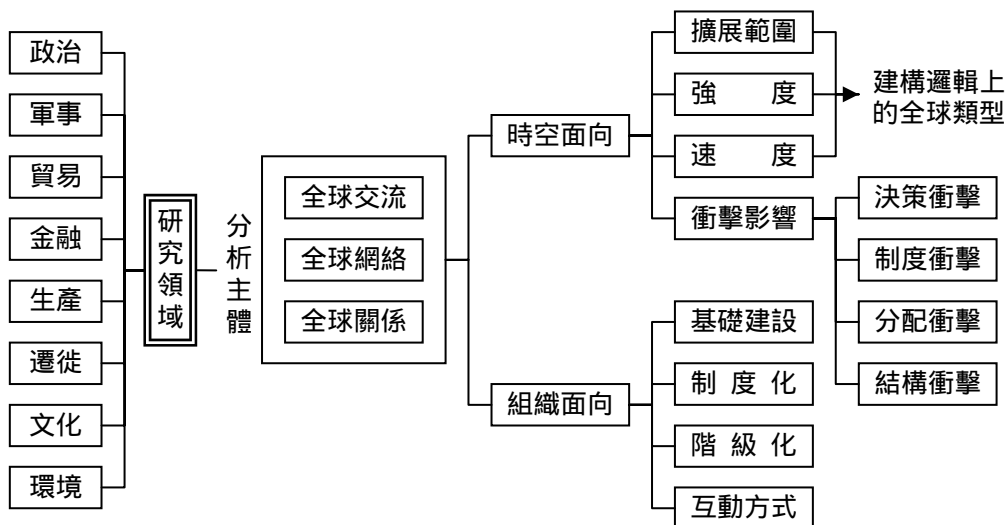 政治
軍事
貿易
金融
生產
遷徙
文化
環境
研究領域
分析主體
全球交流
全球網絡
全球關係
時空面向
組織面向
擴展範圍
強 度
速 度
衝擊影響
建構邏輯上
的全球類型
決策衝擊
制度衝擊
分配衝擊
結構衝擊
基礎建設
制 度 化
階 級 化
互動方式